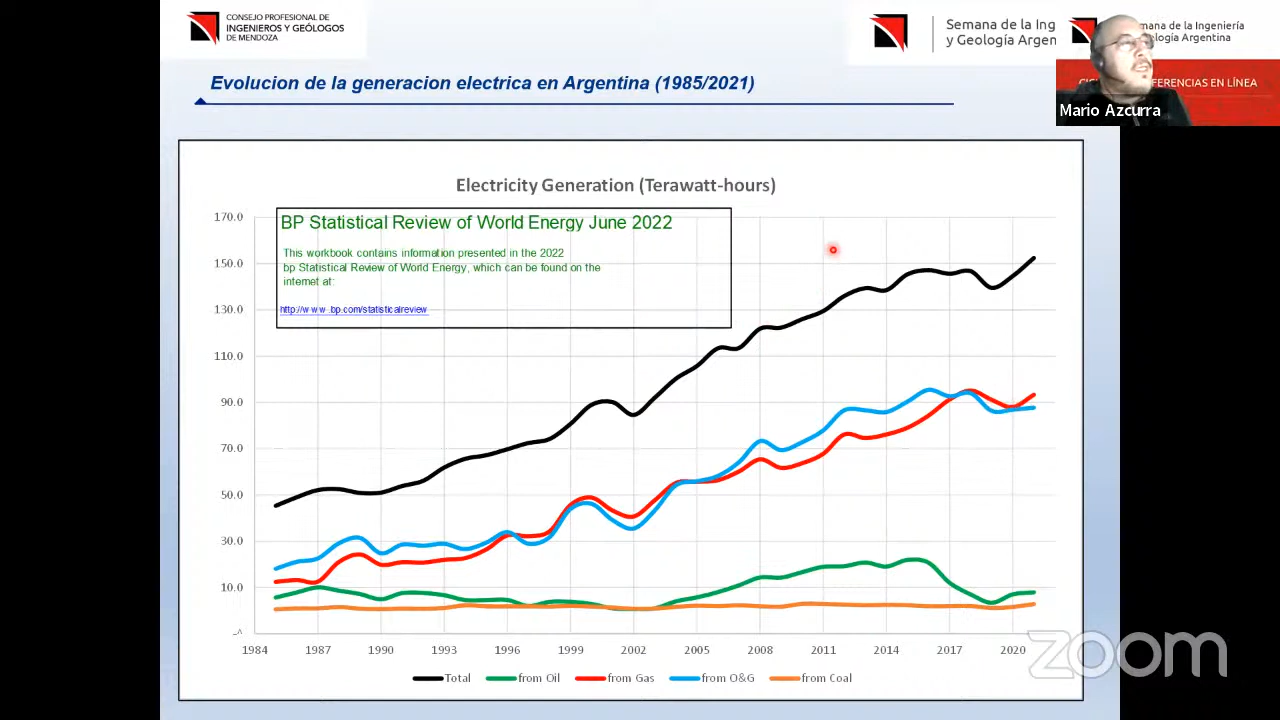 CONSEJO PROFESIONAL DE
INGENIEROS Y GEÓLOGOS
DE MENDOZA
Semana de la Ing
y Geología Argen
mana de la Ingeniería
ología Argentina
CIC FERENCIAS EN LÍNEA
Mario Azcurra
Evolucion de la generacion electrica en Argentina (1985/2021)
Electricity Generation (Terawatt-hours)
BP Statistical Review of World Energy June 2022
This workbook contains information presented in the 2022
bp Statistical Review of World Energy, which can be found on the
internet at:
http://www.bp.com/statisticalreview
170.0
150.0
130.0
110.0
90.0
70.0
50.0
30.0
10.0
1984 1987 1990 1993 1996 1999 2002 2005 2008 2011 2014 2017 2020
Total from Oil from Gas from O&G from Coal
zoom